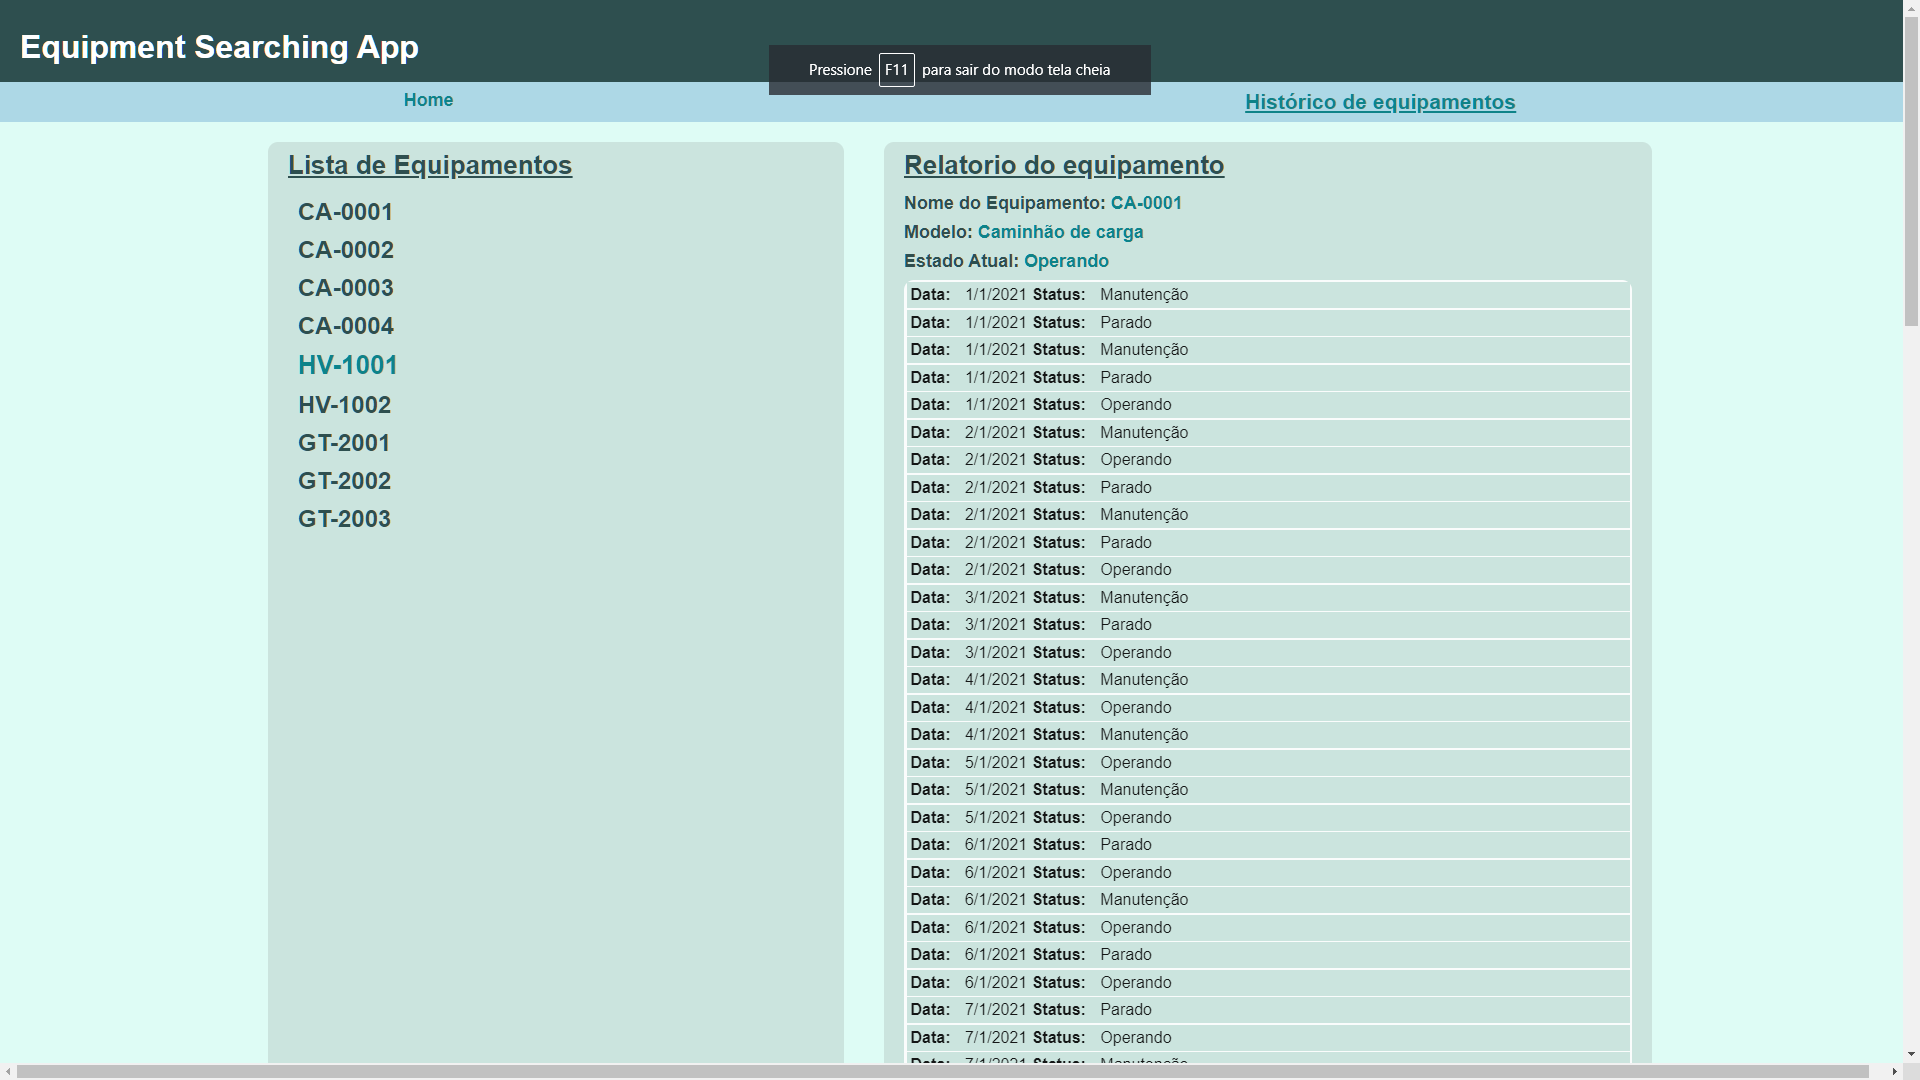 Equipment Searching App
Pressione F11 para sair do modo tela cheia
Home
Histórico de equipamentos
Lista de Equipamentos
CA-0001
CA-0002
CA-0003
CA-0004
HV-1001
HV-1002
GT-2001
GT-2002
GT-2003
Relatorio do equipamento
Nome do Equipamento: CA-0001
Modelo: Caminhão de carga
Estado Atual: Operando
Data: 1/1/2021 Status: Manutenção
Data: 1/1/2021 Status: Parado
Data: 1/1/2021 Status: Manutenção
Data: 1/1/2021 Status: Parado
Data: 1/1/2021 Status: Operando
Data: 2/1/2021 Status: Manutenção
Data: 2/1/2021 Status: Operando
Data: 2/1/2021 Status: Parado
Data: 2/1/2021 Status: Manutenção
Data: 2/1/2021 Status: Parado
Data: 2/1/2021 Status: Operando
Data: 3/1/2021 Status: Manutenção
Data: 3/1/2021 Status: Parado
Data: 3/1/2021 Status: Operando
Data: 4/1/2021 Status: Manutenção
Data: 4/1/2021 Status: Operando
Data: 4/1/2021 Status: Manutenção
Data: 5/1/2021 Status: Operando
Data: 5/1/2021 Status: Manutenção
Data: 5/1/2021 Status: Operando
Data: 6/1/2021 Status: Parado
Data: 6/1/2021 Status: Operando
Data: 6/1/2021 Status: Manutenção
Data: 6/1/2021 Status: Operando
Data: 6/1/2021 Status: Parado
Data: 6/1/2021 Status: Operando
Data: 7/1/2021 Status: Parado
Data: 7/1/2021 Status: Operando
Data: 7/1/2021 Status: Manutenção